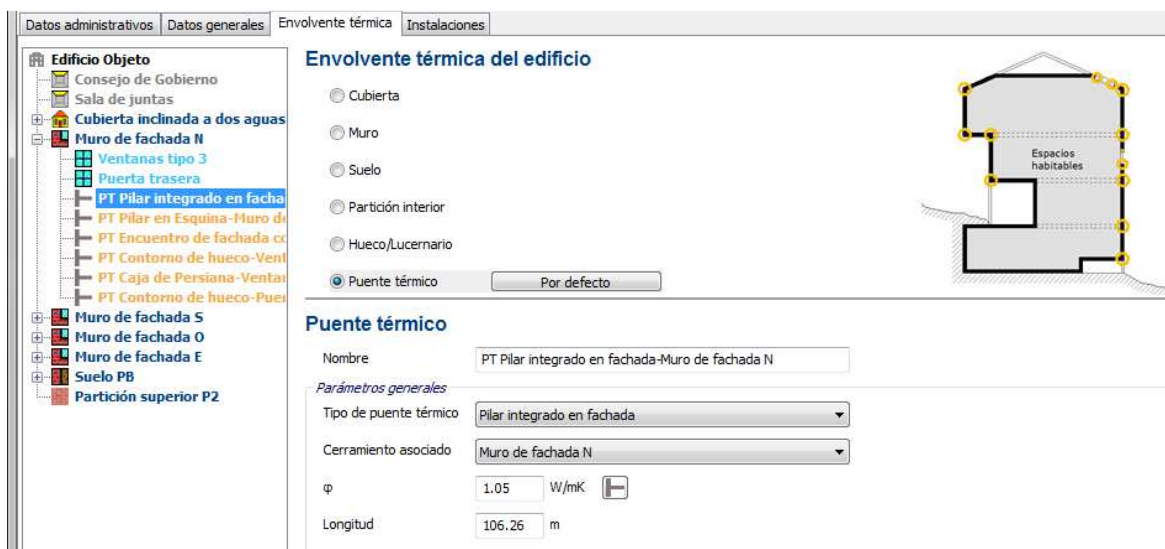 Datos administrativos Datos generales Envolvente térmica Instalaciones
Edificio Objeto
Consejo de Gobierno
Sala de juntas
Cubierta inclinada a dos aguas
Muro de fachada N
Ventanas tipo 3
Puerta trasera
PT Pilar integrado en facha
PT Pilar en Esquina-Muro de
PT Encuentro de fachada co
PT Contorno de hueco-Vent
PT Caja de Persiana-Ventan
PT Contorno de hueco-Puer
Muro de fachada S
Muro de fachada O
Muro de fachada E
Suelo PB
Partición superior P2
Envolvente térmica del edificio
Cubierta
Muro
Suelo
Partición interior
Hueco/Lucernario
Puente térmico Por defecto
Espacios
habitables
Puente térmico
Nombre PT Pilar integrado en fachada-Muro de fachada N
Parámetros generales
Tipo de puente térmico Pilar integrado en fachada
Cerramiento asociado Muro de fachada N
φ 1.05 W/mK
Longitud 106.26 m